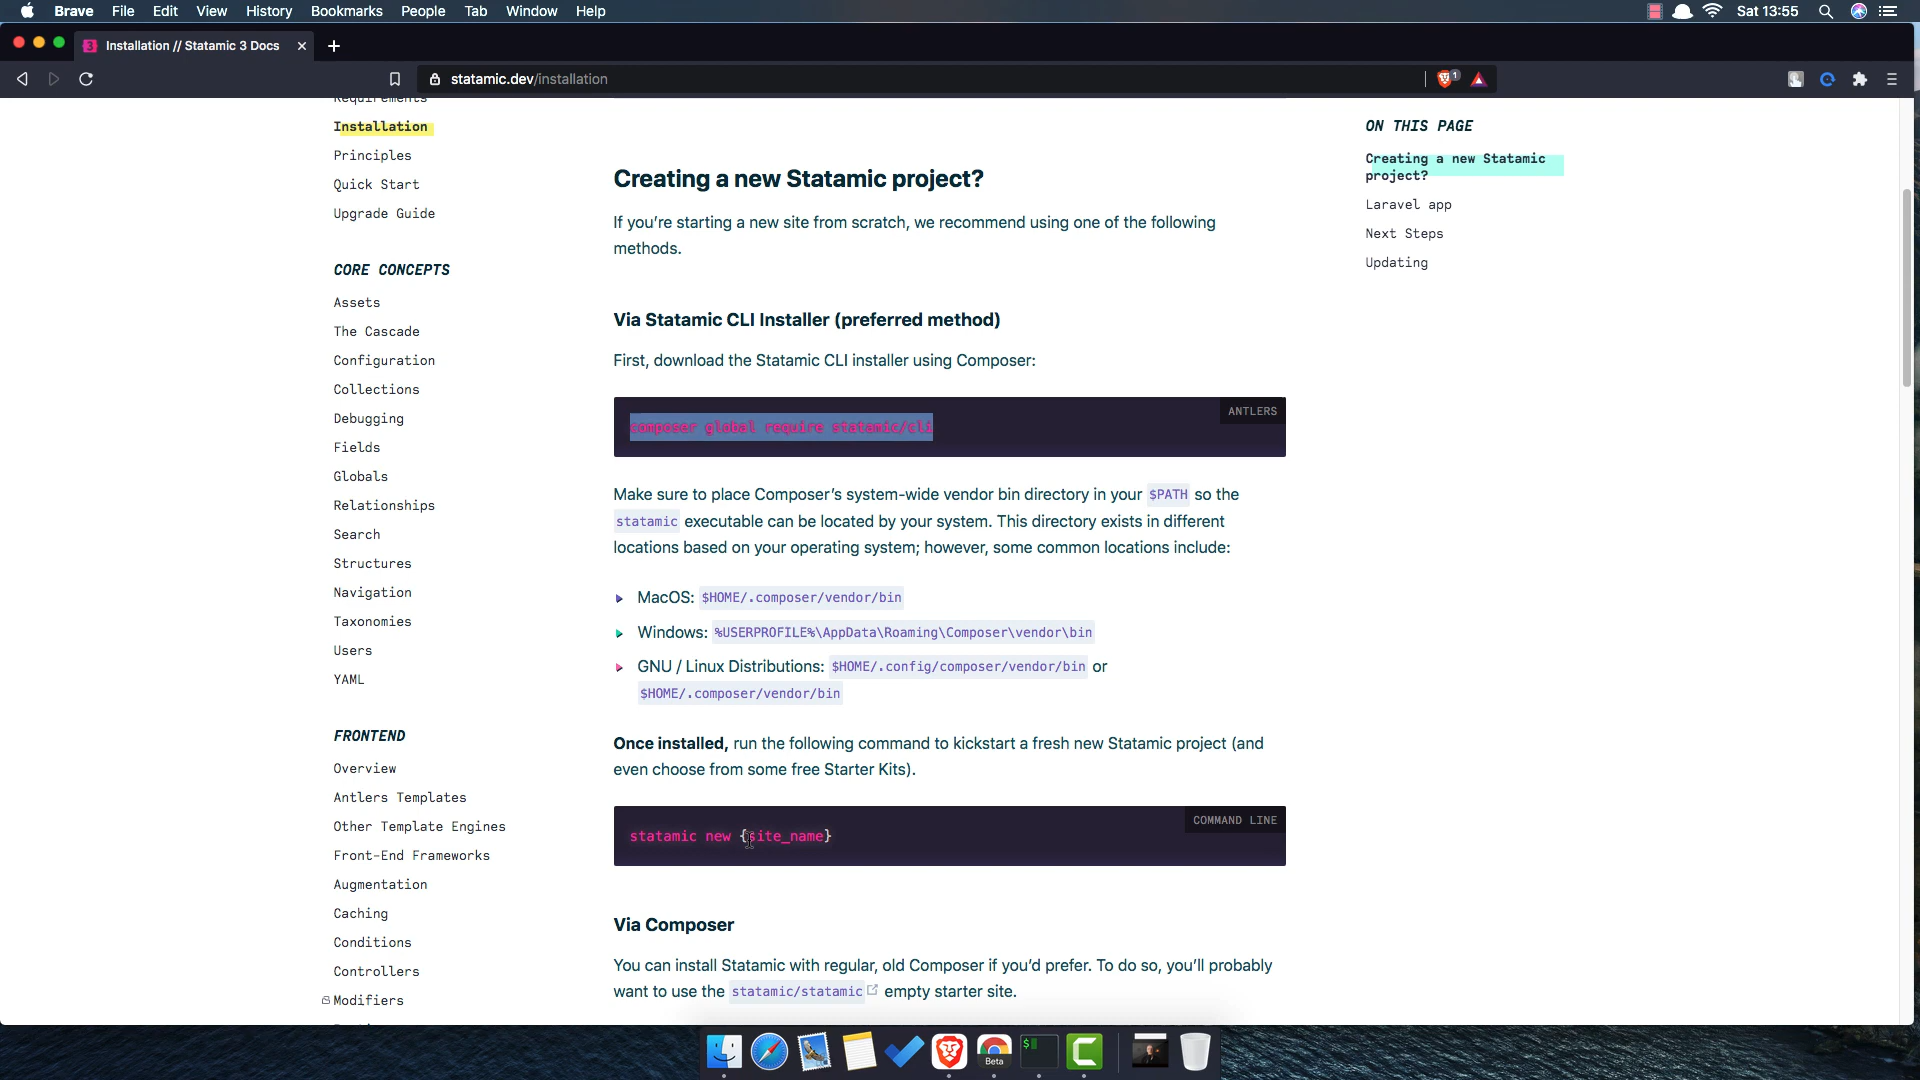 Brave File Edit View History Bookmarks People Tab Window Help
Sat 13:55
Installation // Statamic 3 Docs
statamic.dev/installation
1
Requirements
Installation
Principles
Quick Start
Upgrade Guide
CORE CONCEPTS
Assets
The Cascade
Configuration
Collections
Debugging
Fields
Globals
Relationships
Search
Structures
Navigation
Taxonomies
Users
YAML
FRONTEND
Overview
Antlers Templates
Other Template Engines
Front-End Frameworks
Augmentation
Caching
Conditions
Controllers
Modifiers
Creating a new Statamic project?
If you're starting a new site from scratch, we recommend using one of the following
methods.
Via Statamic CLI Installer (preferred method)
First, download the Statamic CLI installer using Composer:
ANTLERS
composer global require statamic/cli
Make sure to place Composer's system-wide vendor bin directory in your $PATH so the
statamic executable can be located by your system. This directory exists in different
locations based on your operating system; however, some common locations include:
MacOS: $HOME/.composer/vendor/bin
Windows: %USERPROFILE%\AppData\Roaming\Composer\vendor\bin
GNU / Linux Distributions: $HOME/.config/composer/vendor/bin or
$HOME/.composer/vendor/bin
Once installed, run the following command to kickstart a fresh new Statamic project (and
even choose from some free Starter Kits).
COMMAND LINE
statamic new {site_name}
Via Composer
You can install Statamic with regular, old Composer if you'd prefer. To do so, you'll probably
want to use the statamic/statamic empty starter site.
ON THIS PAGE
Creating a new Statamic
project?
Laravel app
Next Steps
Updating
Beta
$